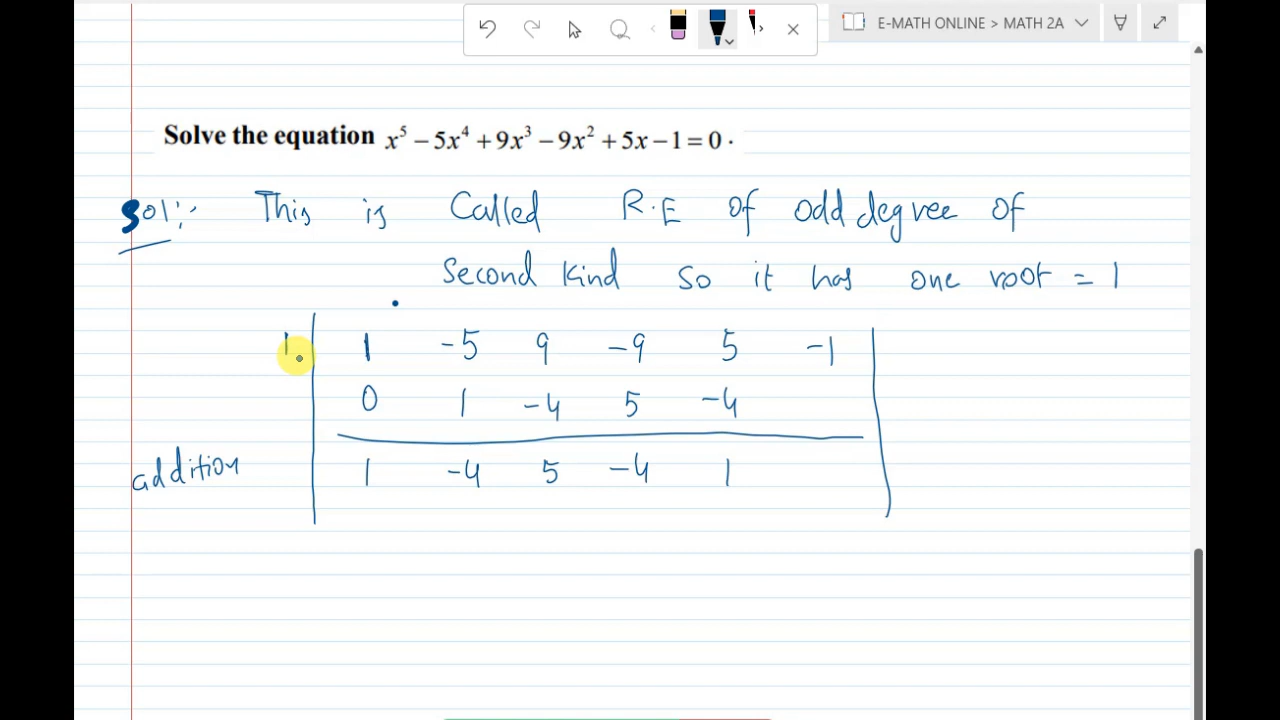 E-MATH ONLINE > MATH 2A
Solve the equation x⁵ − 5x⁴ + 9x³ − 9x² + 5x − 1 = 0 .
Sol:- This is Called R.E of odd degree of
Second Kind So it has one root = 1
1 | 1 -5 9 -9 5 -1
0 1 -4 5 -4
addition 1 -4 5 -4 1